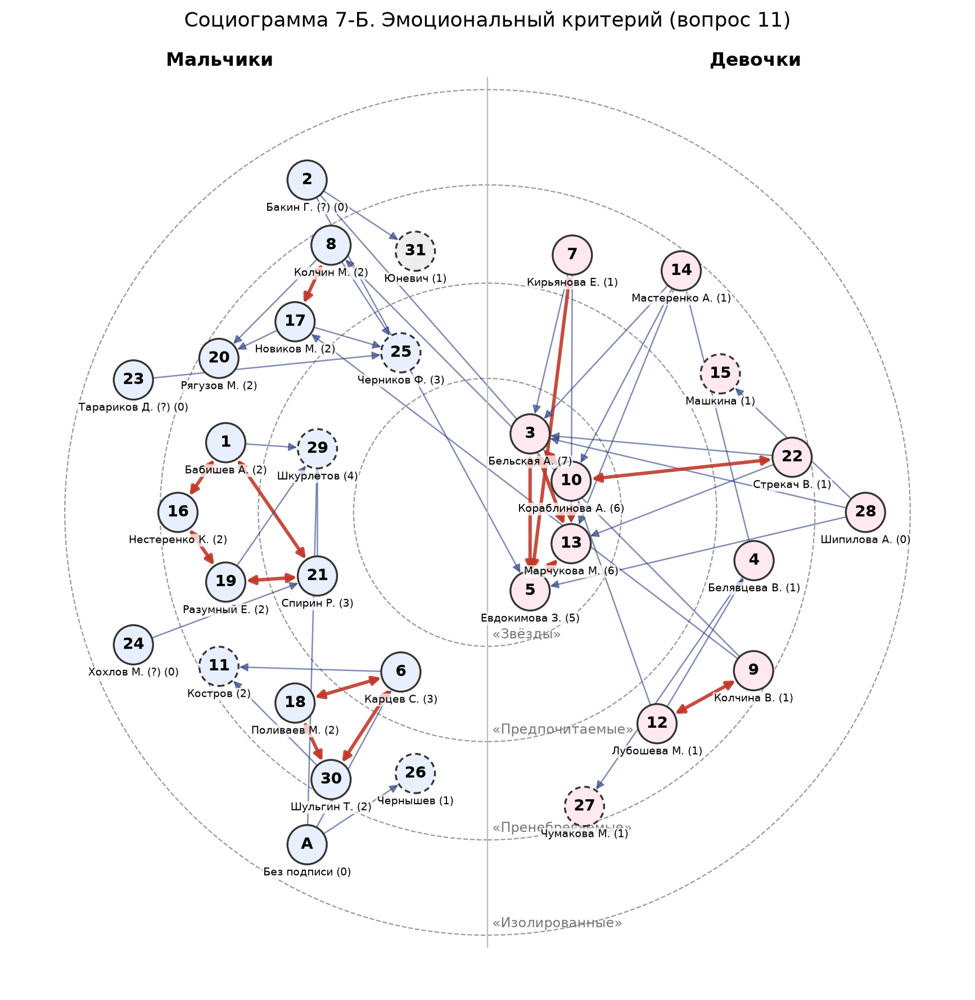 Социограмма 7-Б. Эмоциональный критерий (вопрос 11)
Мальчики
Девочки
2
Бакин Г. (?) (0)
8
Колчин М. (2)
31
Юневич (1)
7
Кирьянова Е. (1)
14
Мастеренко А. (1)
17
Новиков М. (2)
20
Рягузов М. (2)
25
Черников Ф. (3)
23
Тарариков Д. (?) (0)
15
Машкина (1)
1
Бабишев А. (2)
29
Шкурлетов (4)
3
Бельская А. (7)
22
Стрекач В. (1)
10
Кораблинова А. (6)
16
Нестеренко К. (2)
28
Шипилова А. (0)
13
Марчукова М. (6)
19
Разумный Е. (2)
21
Спирин Р. (3)
4
Белявцева В. (1)
5
Евдокимова З. (5)
«Звёзды»
24
Хохлов М. (?) (0)
11
Костров (2)
6
Карцев С. (3)
9
Колчина В. (1)
18
Поливаев М. (2)
12
Лубошева М. (1)
«Предпочитаемые»
30
Шульгин Т. (2)
26
Чернышев (1)
27
Чумакова М. (1)
«Пренебрегаемые»
А
Без подписи (0)
«Изолированные»